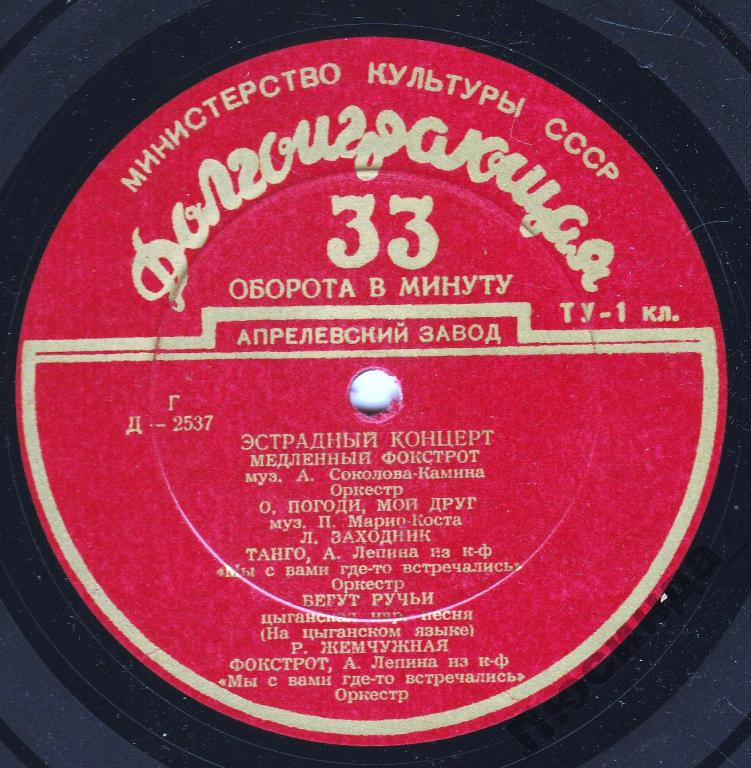 МИНИСТЕРСТВО КУЛЬТУРЫ СССР
Долгоиграющая
33
ОБОРОТА В МИНУТУ
ТУ-1 кл.
АПРЕЛЕВСКИЙ ЗАВОД
Г
Д — 2537
ЭСТРАДНЫЙ КОНЦЕРТ
МЕДЛЕННЫЙ ФОКСТРОТ
муз. А. Соколова-Камина
Оркестр
О, ПОГОДИ, МОЙ ДРУГ
муз. П. Марио-Коста
Л. ЗАХОДНИК
ТАНГО, А. Лепина из к-ф
«Мы с вами где-то встречались»
Оркестр
БЕГУТ РУЧЬИ
цыганская нар. песня
(На цыганском языке)
Р. ЖЕМЧУЖНАЯ
ФОКСТРОТ, А. Лепина из к-ф
«Мы с вами где-то встречались»
Оркестр